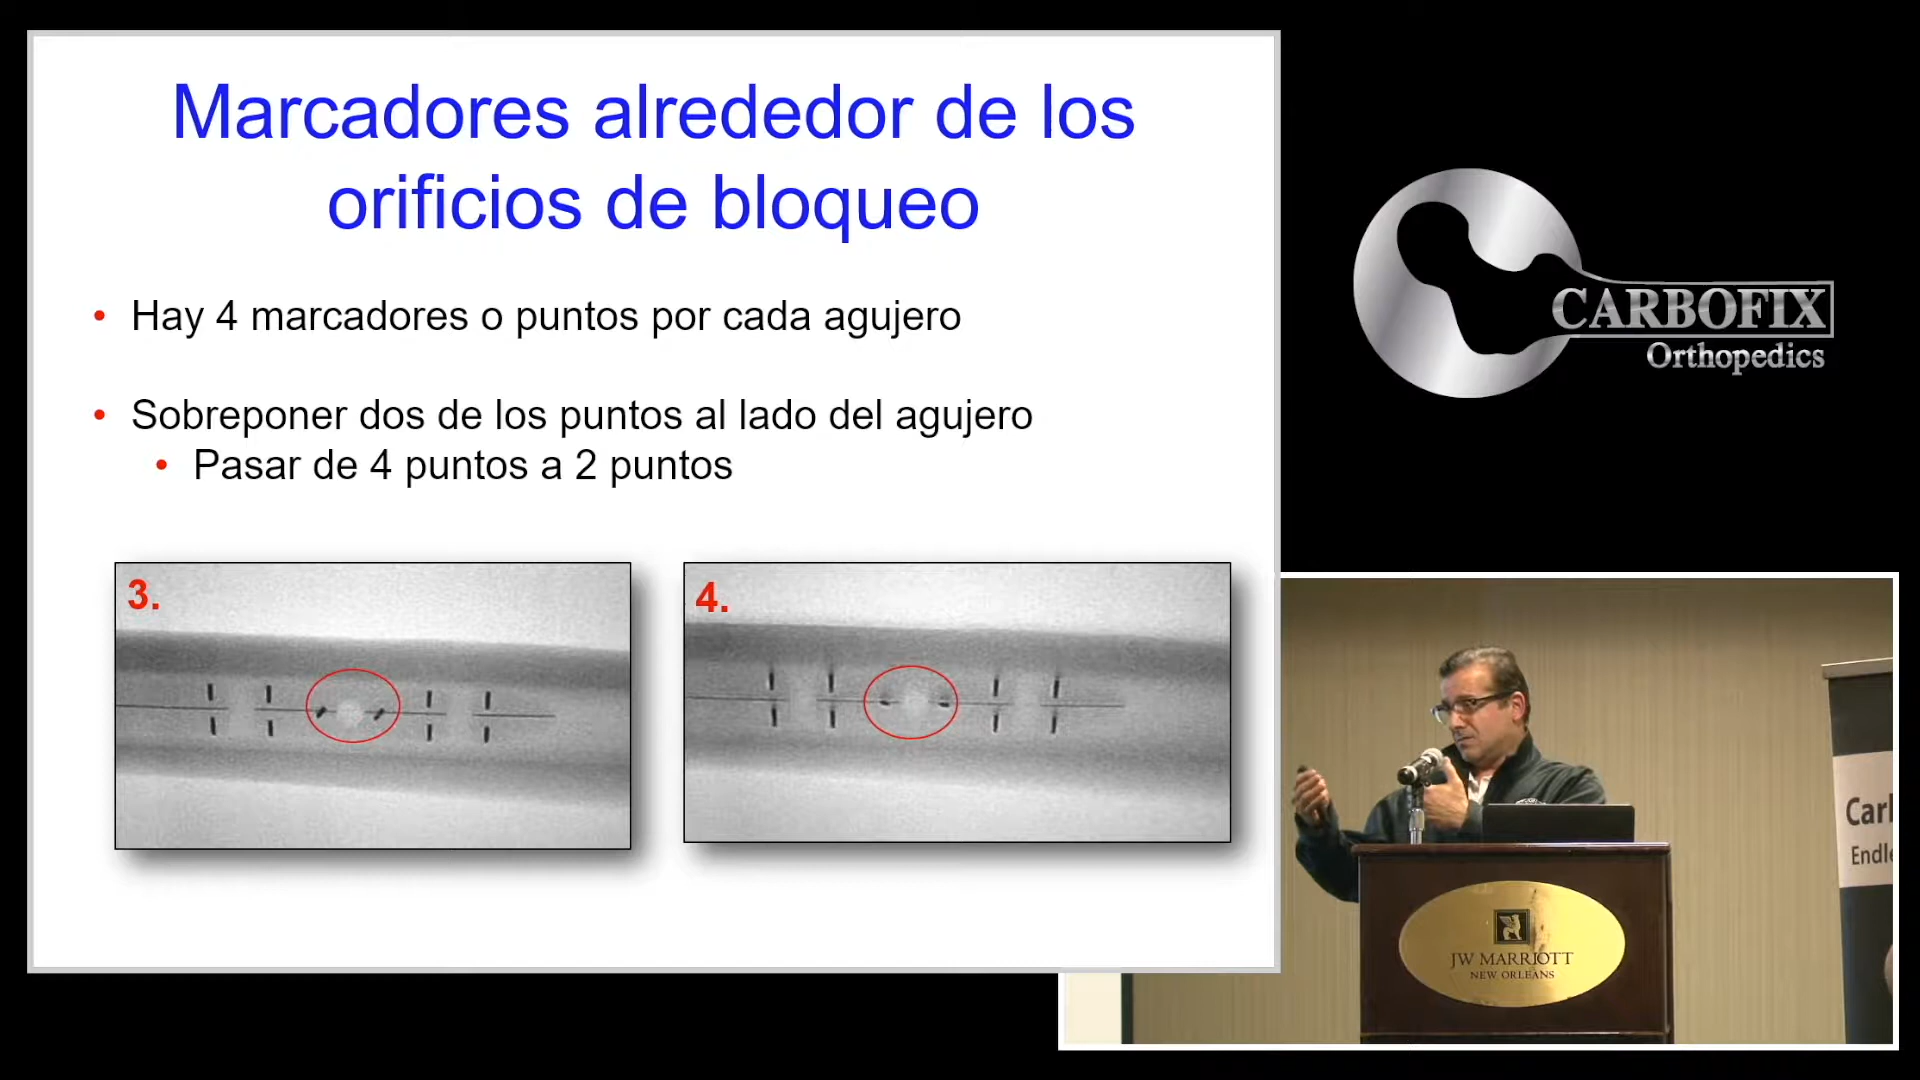 Marcadores alrededor de los
orificios de bloqueo
Hay 4 marcadores o puntos por cada agujero
Sobreponer dos de los puntos al lado del agujero
Pasar de 4 puntos a 2 puntos
3.
4.
CARBOFIX
Orthopedics
Carl
Endle
JW MARRIOTT
NEW ORLEANS